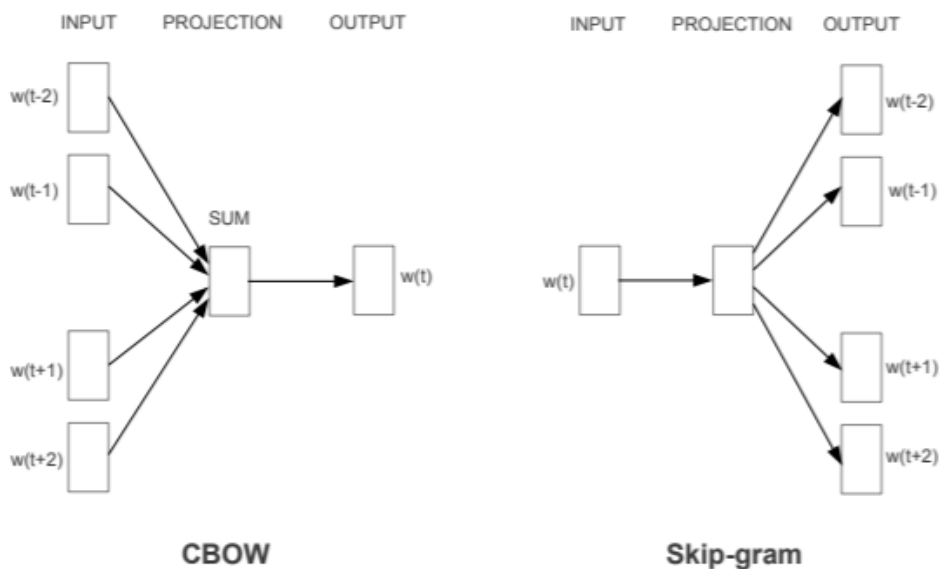 INPUT PROJECTION OUTPUT
w(t-2)
w(t-1)
SUM
w(t)
w(t+1)
w(t+2)
CBOW
INPUT PROJECTION OUTPUT
w(t-2)
w(t-1)
w(t)
w(t+1)
w(t+2)
Skip-gram